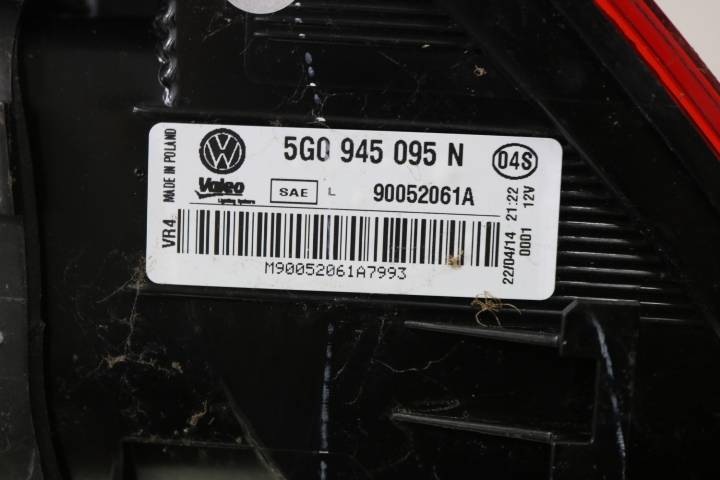 MADE IN POLAND
VR4
VW
5G0 945 095 N
04S
Valeo
Lighting Systems
SAE L
90052061A
M90052061A7993
22/04/14 21:22
0001 12V